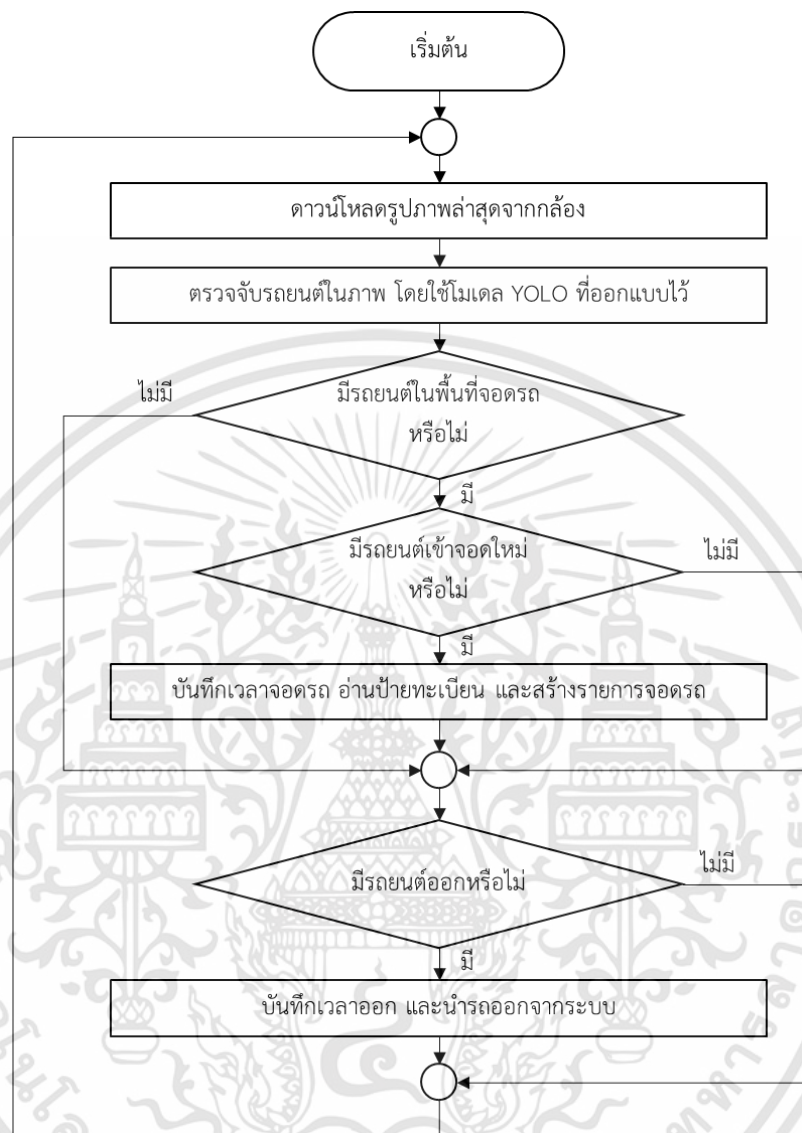 เริ่มต้น
ดาวน์โหลดรูปภาพล่าสุดจากกล้อง
ตรวจจับรถยนต์ในภาพ โดยใช้โมเดล YOLO ที่ออกแบบไว้
ไม่มี
มีรถยนต์ในพื้นที่จอดรถ
หรือไม่
มี
มีรถยนต์เข้าจอดใหม่
หรือไม่
ไม่มี
มี
บันทึกเวลาจอดรถ อ่านป้ายทะเบียน และสร้างรายการจอดรถ
มีรถยนต์ออกหรือไม่
ไม่มี
มี
บันทึกเวลาออก และนำรถออกจากระบบ